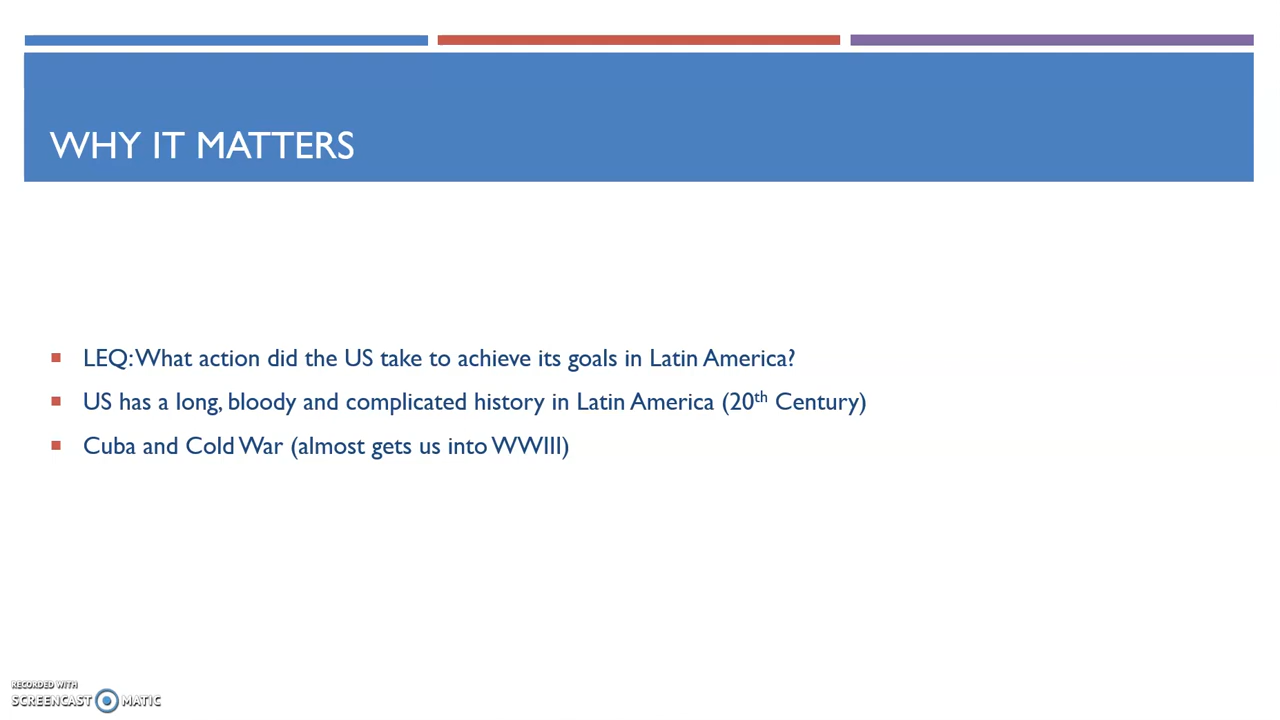 WHY IT MATTERS
LEQ: What action did the US take to achieve its goals in Latin America?
US has a long, bloody and complicated history in Latin America (20th Century)
Cuba and Cold War (almost gets us into WWIII)
RECORDED WITH
SCREENCAST MATIC